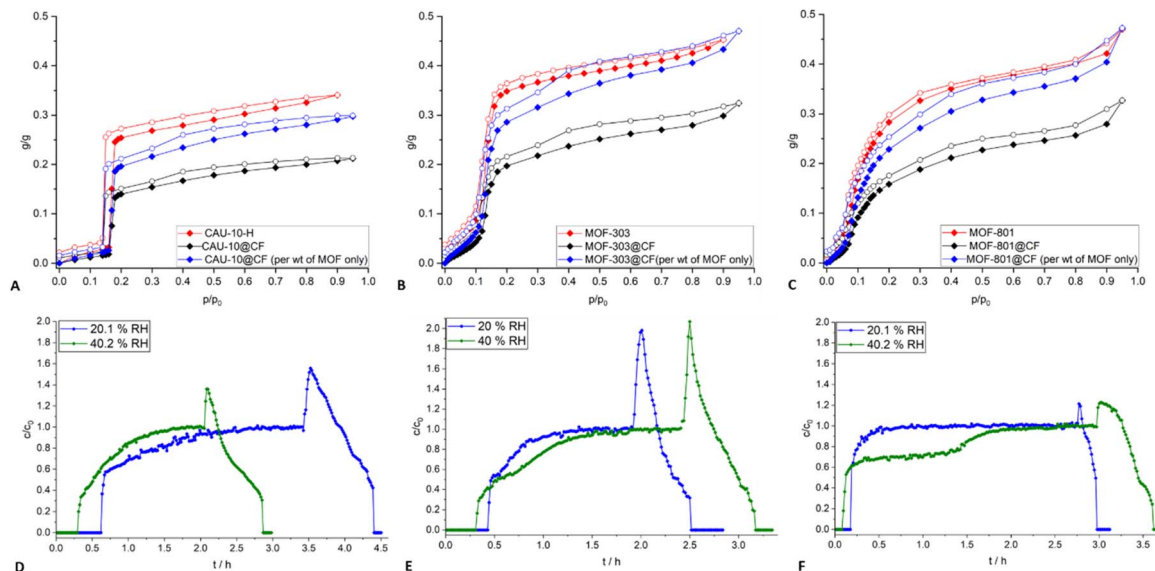 0.5
0.4
0.3
0.2
0.1
0.0
g/g
CAU-10-H
CAU-10@CF
CAU-10@CF (per wt of MOF only)
0.0 0.1 0.2 0.3 0.4 0.5 0.6 0.7 0.8 0.9 1.0
A
p/p0
0.5
0.4
0.3
0.2
0.1
0.0
g/g
MOF-303
MOF-303@CF
MOF-303@CF(per wt of MOF only)
0.0 0.1 0.2 0.3 0.4 0.5 0.6 0.7 0.8 0.9 1.0
B
p/p0
0.5
0.4
0.3
0.2
0.1
0.0
g/g
MOF-801
MOF-801@CF
MOF-801@CF (per wt of MOF only)
0.0 0.1 0.2 0.3 0.4 0.5 0.6 0.7 0.8 0.9 1.0
C
p/p0
2.0
1.8
1.6
1.4
1.2
1.0
0.8
0.6
0.4
0.2
0.0
c/c0
20.1 % RH
40.2 % RH
0.0 0.5 1.0 1.5 2.0 2.5 3.0 3.5 4.0 4.5
D
t / h
2.0
1.8
1.6
1.4
1.2
1.0
0.8
0.6
0.4
0.2
0.0
c/c0
20 % RH
40 % RH
0.0 0.5 1.0 1.5 2.0 2.5 3.0
E
t / h
2.0
1.8
1.6
1.4
1.2
1.0
0.8
0.6
0.4
0.2
0.0
c/c0
20.1 % RH
40.2 % RH
0.0 0.5 1.0 1.5 2.0 2.5 3.0 3.5
F
t / h